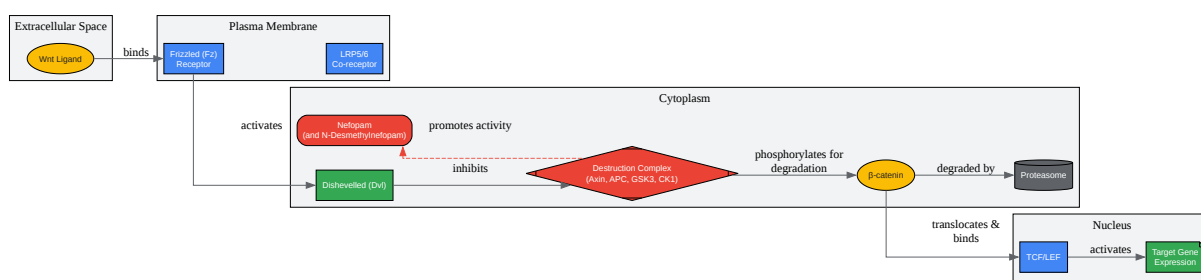 Extracellular Space
Wnt Ligand
binds
Plasma Membrane
Frizzled (Fz)
Receptor
LRP5/6
Co-receptor
activates
Cytoplasm
Nefopam
(and N-Desmethylnefopam)
promotes activity
Dishevelled (Dvl)
inhibits
Destruction Complex
(Axin, APC, GSK3, CK1)
phosphorylates for
degradation
β-catenin
degraded by
Proteasome
translocates &
binds
Nucleus
TCF/LEF
activates
Target Gene
Expression